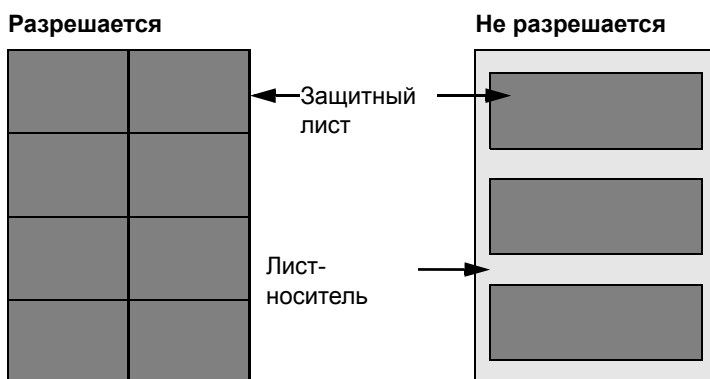 Разрешается
Не разрешается
Защитный
лист
Лист-
носитель